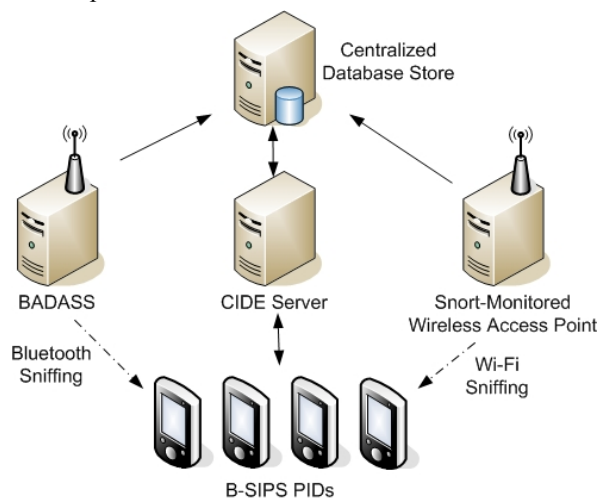 Centralized
Database Store
BADASS
CIDE Server
Snort-Monitored
Wireless Access Point
Bluetooth
Sniffing
Wi-Fi
Sniffing
B-SIPS PIDs